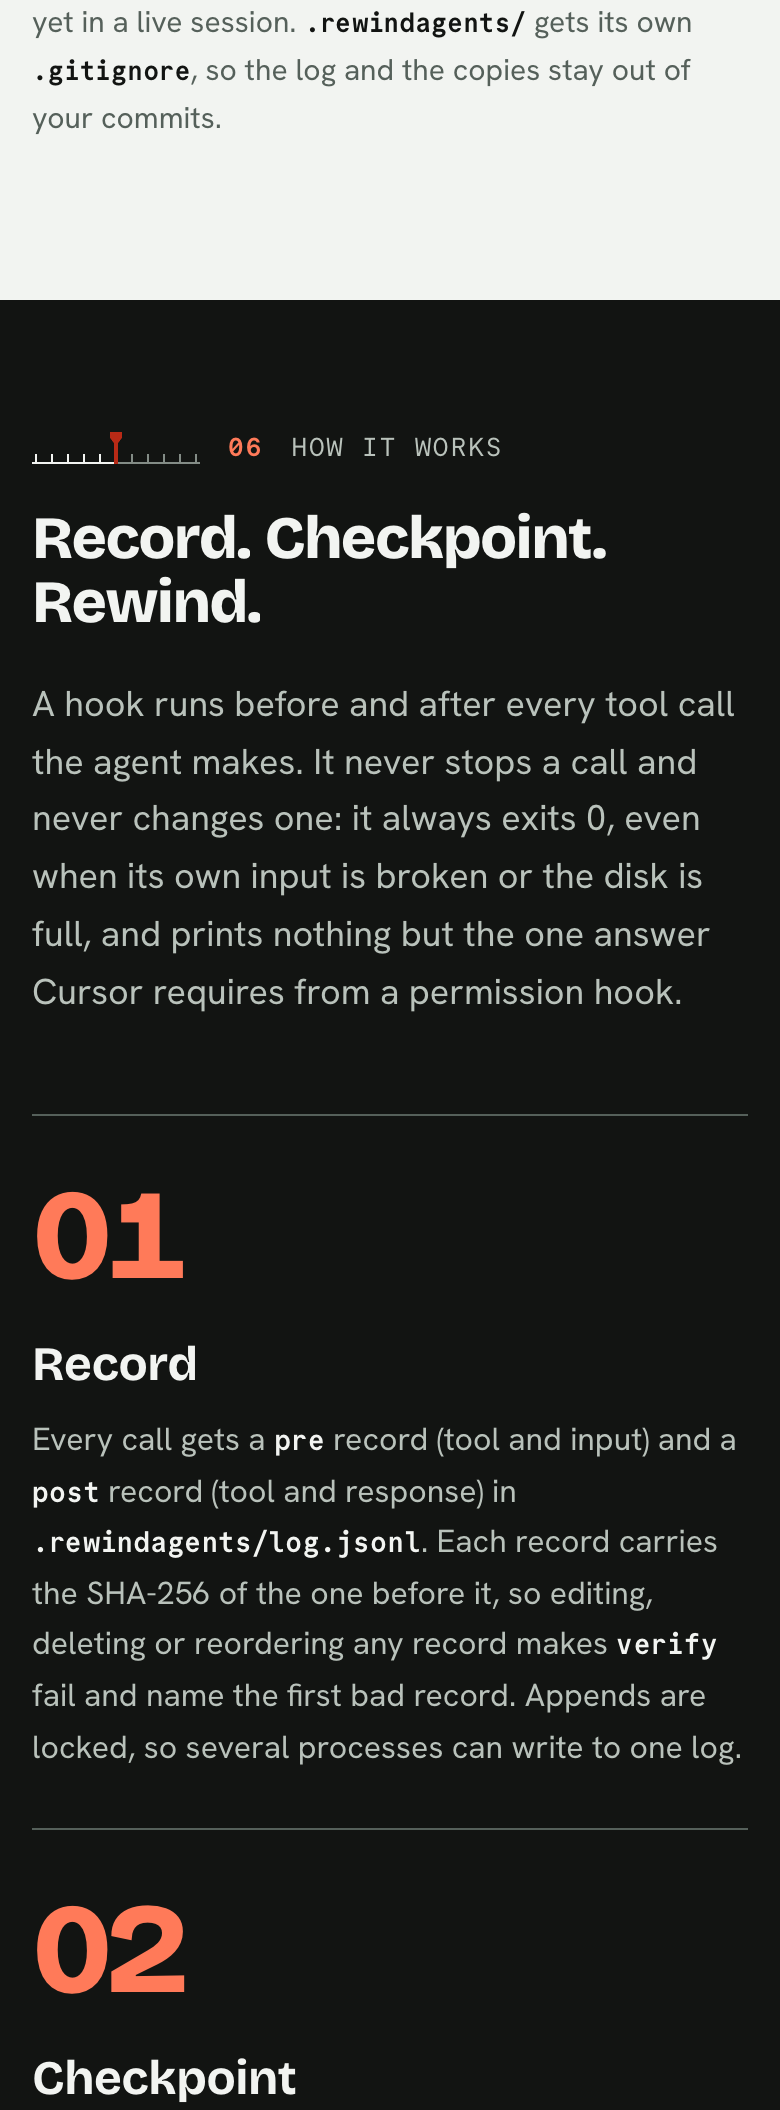 yet in a live session. .rewindagents/ gets its own
.gitignore, so the log and the copies stay out of
your commits.
06 HOW IT WORKS
Record. Checkpoint.
Rewind.
A hook runs before and after every tool call
the agent makes. It never stops a call and
never changes one: it always exits 0, even
when its own input is broken or the disk is
full, and prints nothing but the one answer
Cursor requires from a permission hook.
01
Record
Every call gets a pre record (tool and input) and a
post record (tool and response) in
.rewindagents/log.jsonl. Each record carries
the SHA-256 of the one before it, so editing,
deleting or reordering any record makes verify
fail and name the first bad record. Appends are
locked, so several processes can write to one log.
02
Checkpoint